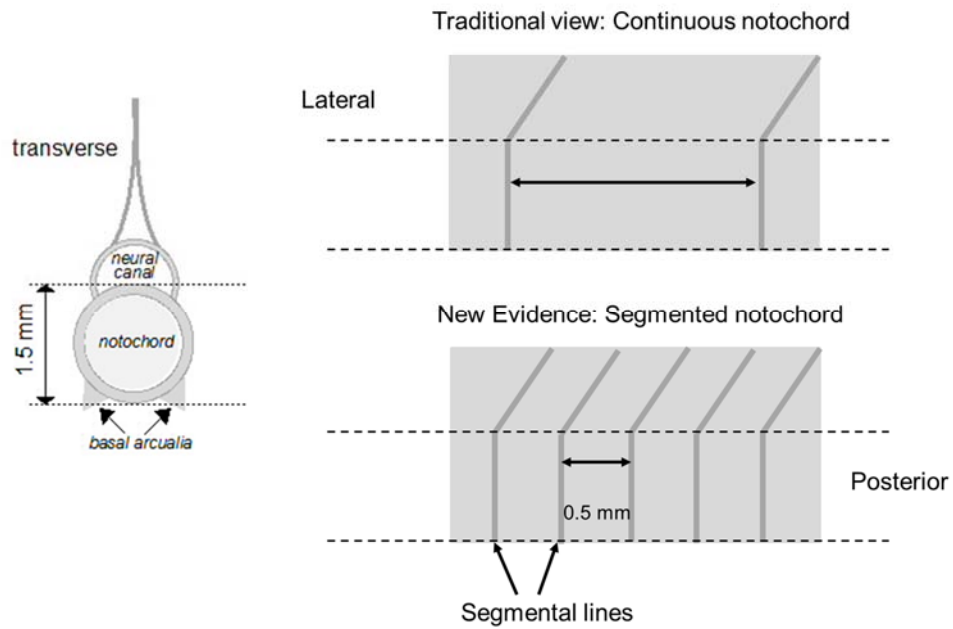 Traditional view: Continuous notochord
Lateral
transverse
neural
canal
notochord
1.5 mm
basal arcualia
New Evidence: Segmented notochord
0.5 mm
Posterior
Segmental lines